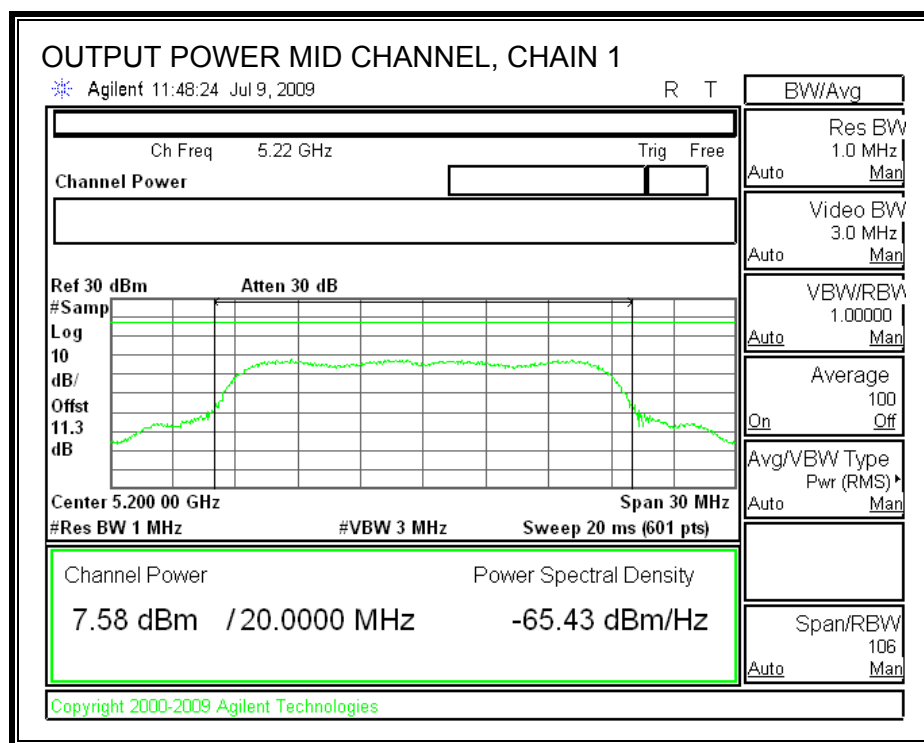 OUTPUT POWER MID CHANNEL, CHAIN 1
Agilent 11:48:24 Jul 9, 2009 R T
Ch Freq 5.22 GHz Trig Free
Channel Power
Ref 30 dBm Atten 30 dB
#Samp
Log
10
dB/
Offst
11.3
dB
Center 5.200 00 GHz Span 30 MHz
#Res BW 1 MHz #VBW 3 MHz Sweep 20 ms (601 pts)
Channel Power Power Spectral Density
7.58 dBm / 20.0000 MHz -65.43 dBm/Hz
Copyright 2000-2009 Agilent Technologies
BW/Avg
Res BW
1.0 MHz
Auto Man
Video BW
3.0 MHz
Auto Man
VBW/RBW
1.00000
Auto Man
Average
100
On Off
Avg/VBW Type
Pwr (RMS)
Auto Man
Span/RBW
106
Auto Man